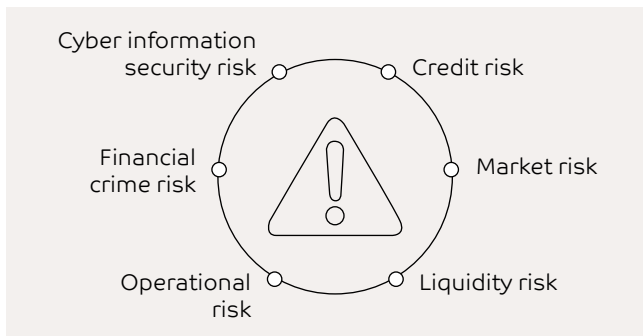 Cyber information
security risk
Credit risk
Financial
crime risk
Market risk
Operational
risk
Liquidity risk